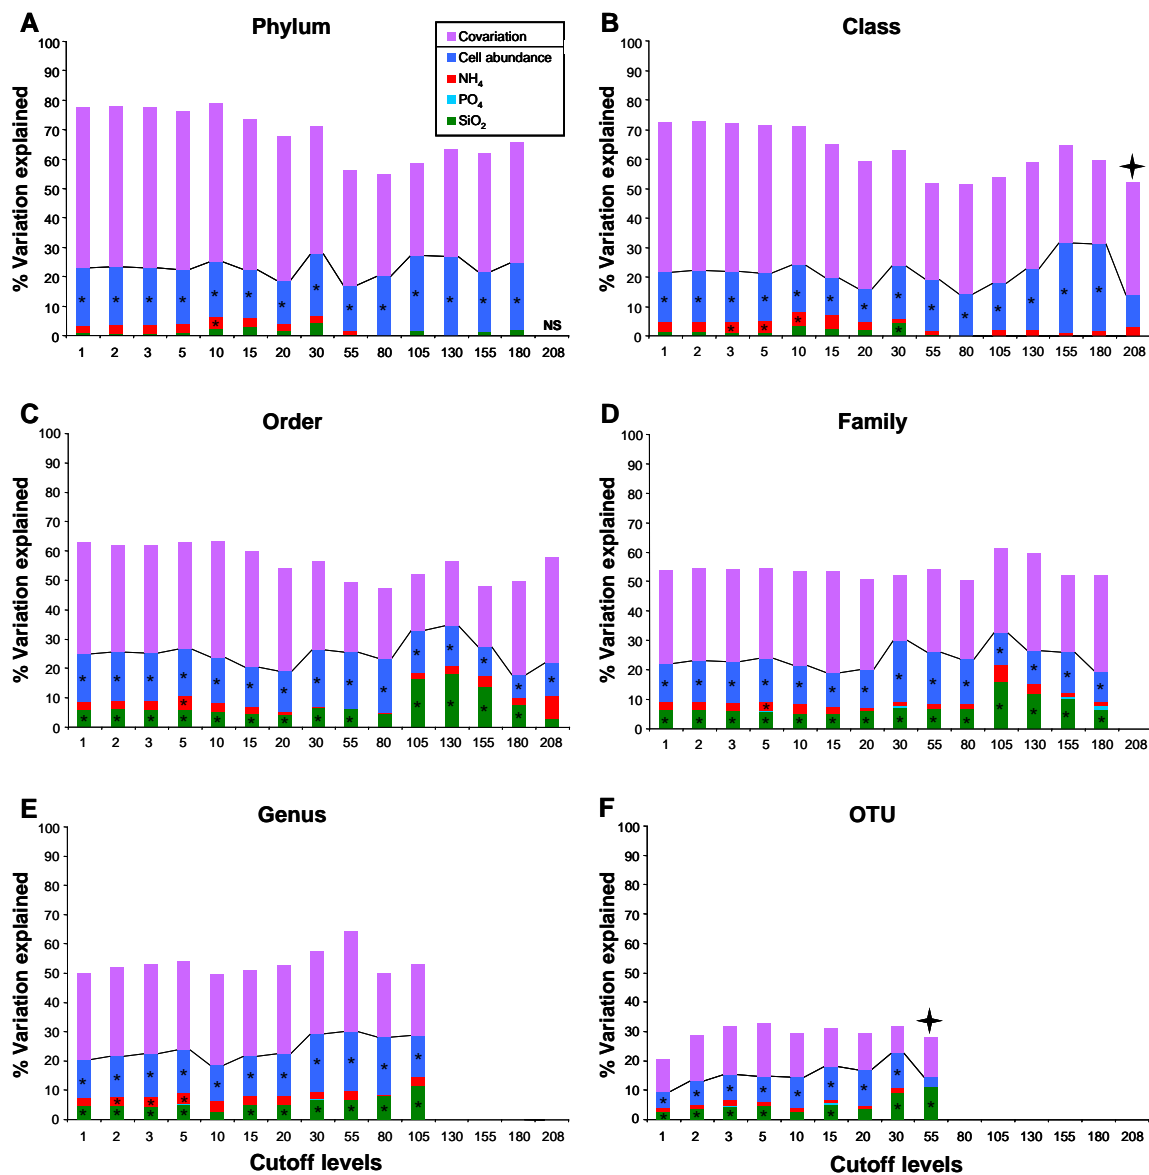 A
Phylum
% Variation explained
100
90
80
70
60
50
40
30
20
10
0
Covariation
Cell abundance
NH4
PO4
SiO2
* * * * * * * * * * * * * *
*
NS
1 2 3 5 10 15 20 30 55 80 105 130 155 180 208
B
Class
% Variation explained
100
90
80
70
60
50
40
30
20
10
0
* * * * * * * * * * * * * *
* * * *
1 2 3 5 10 15 20 30 55 80 105 130 155 180 208
C
Order
% Variation explained
100
90
80
70
60
50
40
30
20
10
0
1 2 3 5 10 15 20 30 55 80 105 130 155 180 208
D
Family
% Variation explained
100
90
80
70
60
50
40
30
20
10
0
1 2 3 5 10 15 20 30 55 80 105 130 155 180 208
E
Genus
% Variation explained
100
90
80
70
60
50
40
30
20
10
0
1 2 3 5 10 15 20 30 55 80 105 130 155 180 208
Cutoff levels
F
OTU
% Variation explained
100
90
80
70
60
50
40
30
20
10
0
1 2 3 5 10 15 20 30 55 80 105 130 155 180 208
Cutoff levels